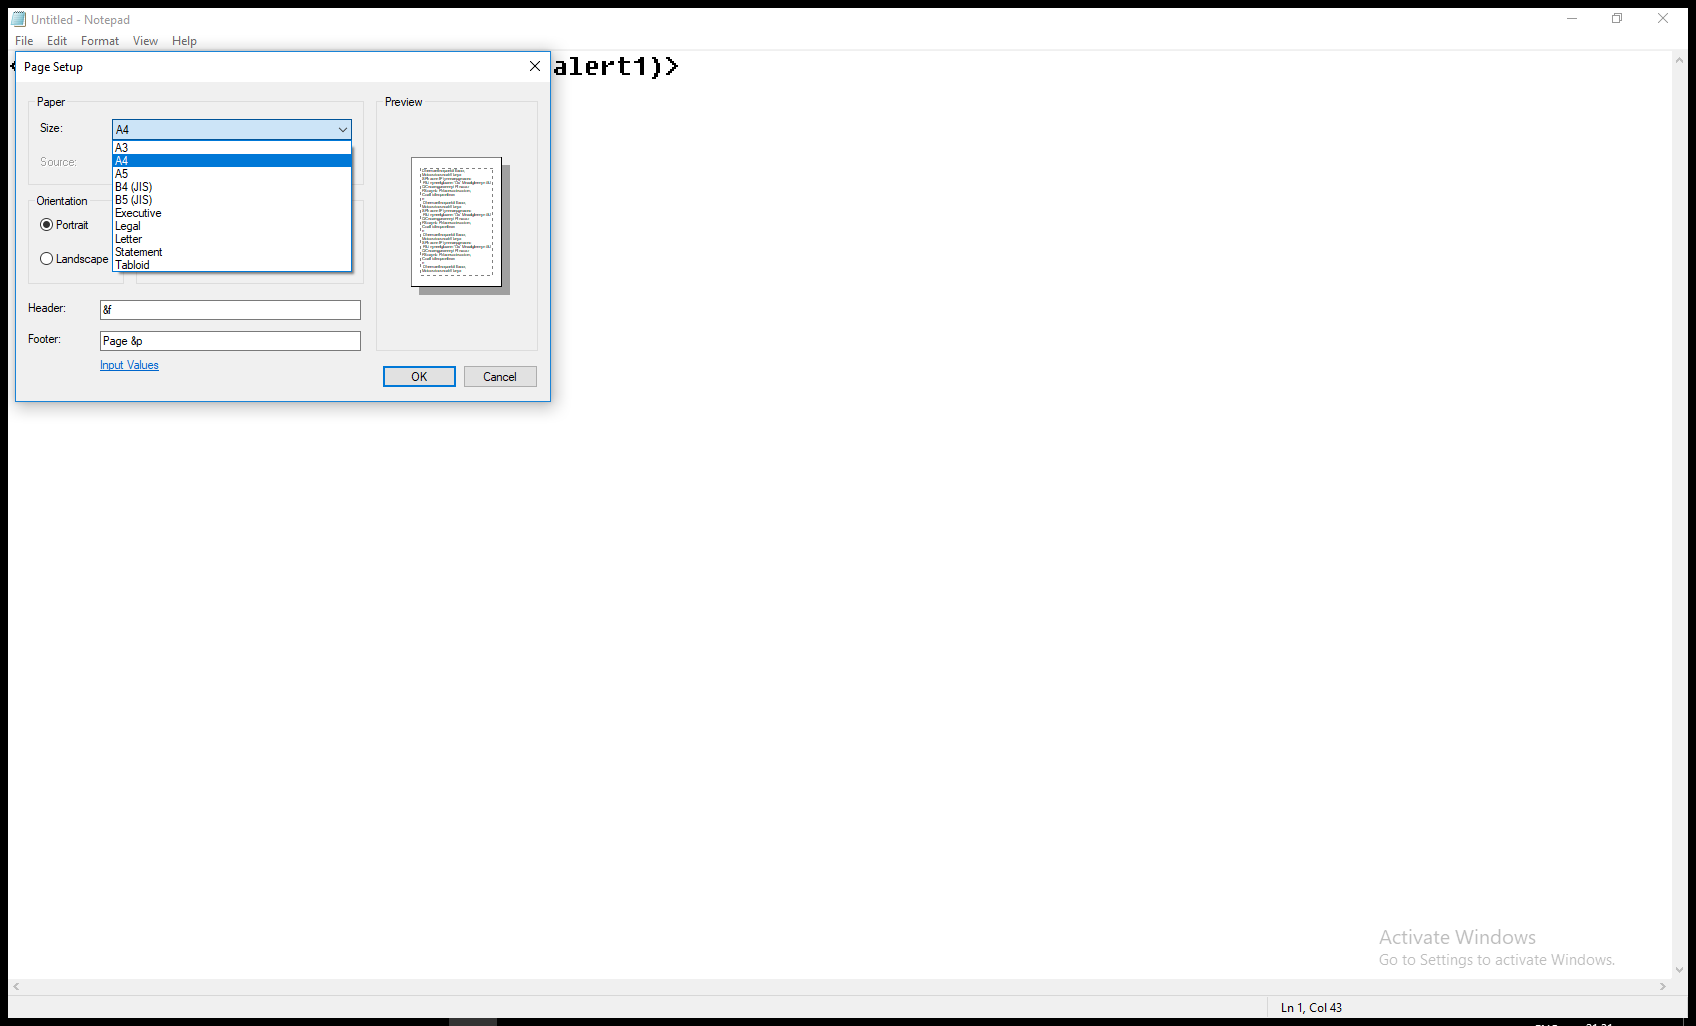 Untitled - Notepad
File Edit Format View Help
alert1)>
Page Setup
Paper
Size:
A4
A3
A4
A5
B4 (JIS)
B5 (JIS)
Executive
Legal
Letter
Statement
Tabloid
Source:
Orientation
Portrait
Landscape
Preview
Header:
&f
Footer:
Page &p
Input Values
OK
Cancel
Activate Windows
Go to Settings to activate Windows.
Ln 1, Col 43